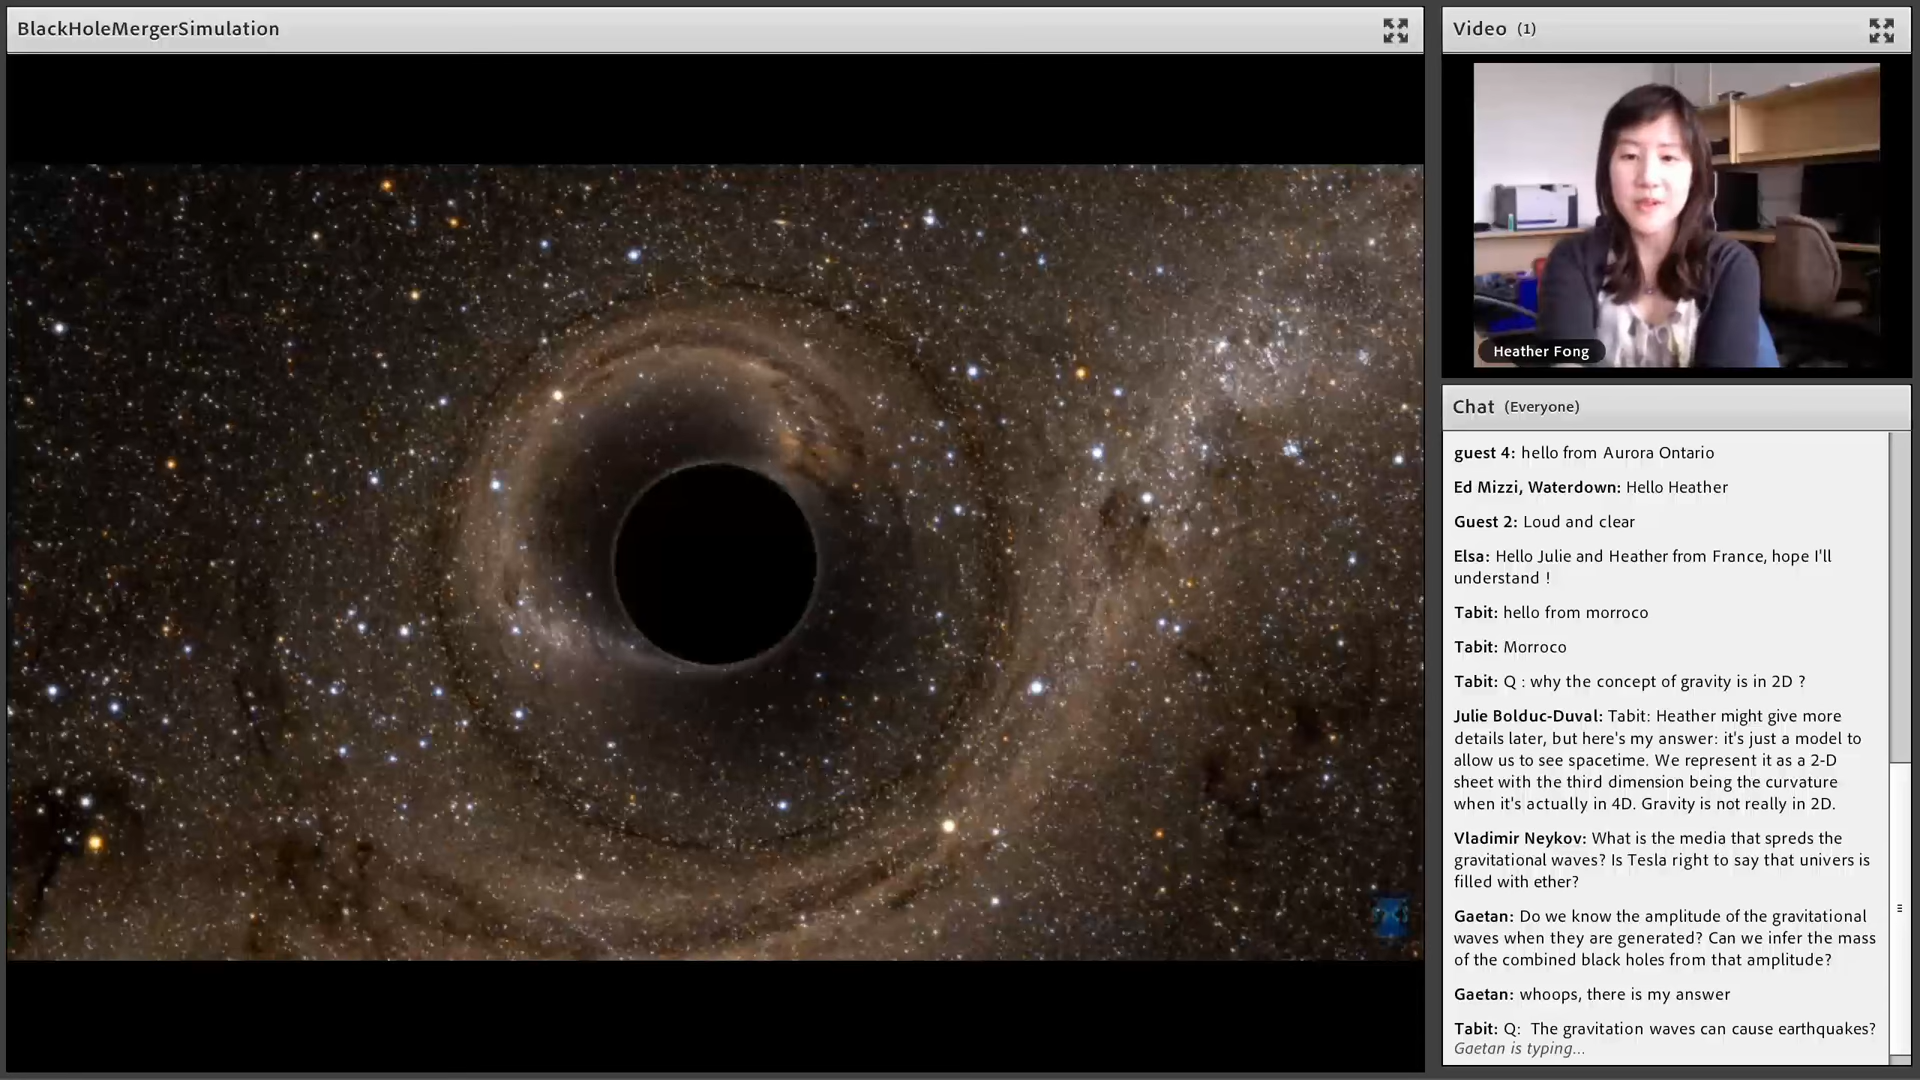 BlackHoleMergerSimulation
Video (1)
Heather Fong
Chat (Everyone)
guest 4: hello from Aurora Ontario
Ed Mizzi, Waterdown: Hello Heather
Guest 2: Loud and clear
Elsa: Hello Julie and Heather from France, hope I'll
understand !
Tabit: hello from morroco
Tabit: Morroco
Tabit: Q : why the concept of gravity is in 2D ?
Julie Bolduc-Duval: Tabit: Heather might give more
details later, but here's my answer: it's just a model to
allow us to see spacetime. We represent it as a 2-D
sheet with the third dimension being the curvature
when it's actually in 4D. Gravity is not really in 2D.
Vladimir Neykov: What is the media that spreds the
gravitational waves? Is Tesla right to say that univers is
filled with ether?
Gaetan: Do we know the amplitude of the gravitational
waves when they are generated? Can we infer the mass
of the combined black holes from that amplitude?
Gaetan: whoops, there is my answer
Tabit: Q:  The gravitation waves can cause earthquakes?
Gaetan is typing...